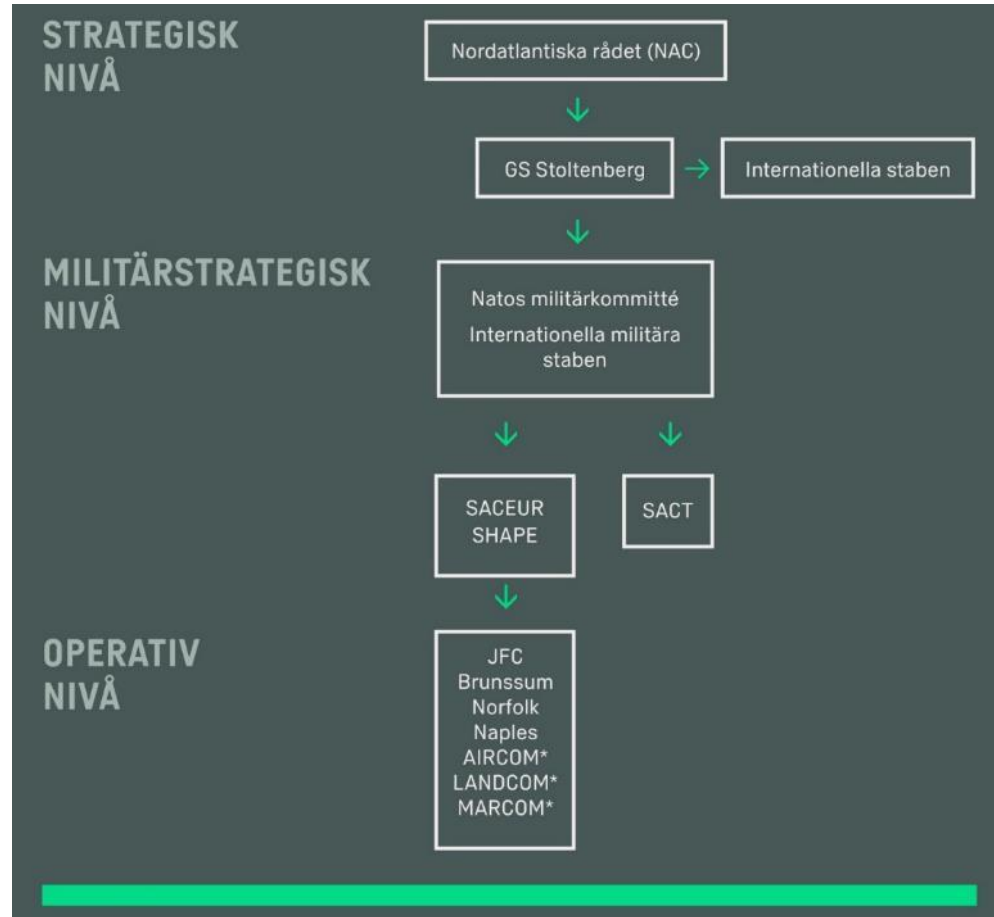 STRATEGISK
NIVÅ
Nordatlantiska rådet (NAC)
GS Stoltenberg
Internationella staben
MILITÄRSTRATEGISK
NIVÅ
Natos militärkommitté
Internationella militära
staben
SACEUR
SHAPE
SACT
OPERATIV
NIVÅ
JFC
Brunssum
Norfolk
Naples
AIRCOM*
LANDCOM*
MARCOM*